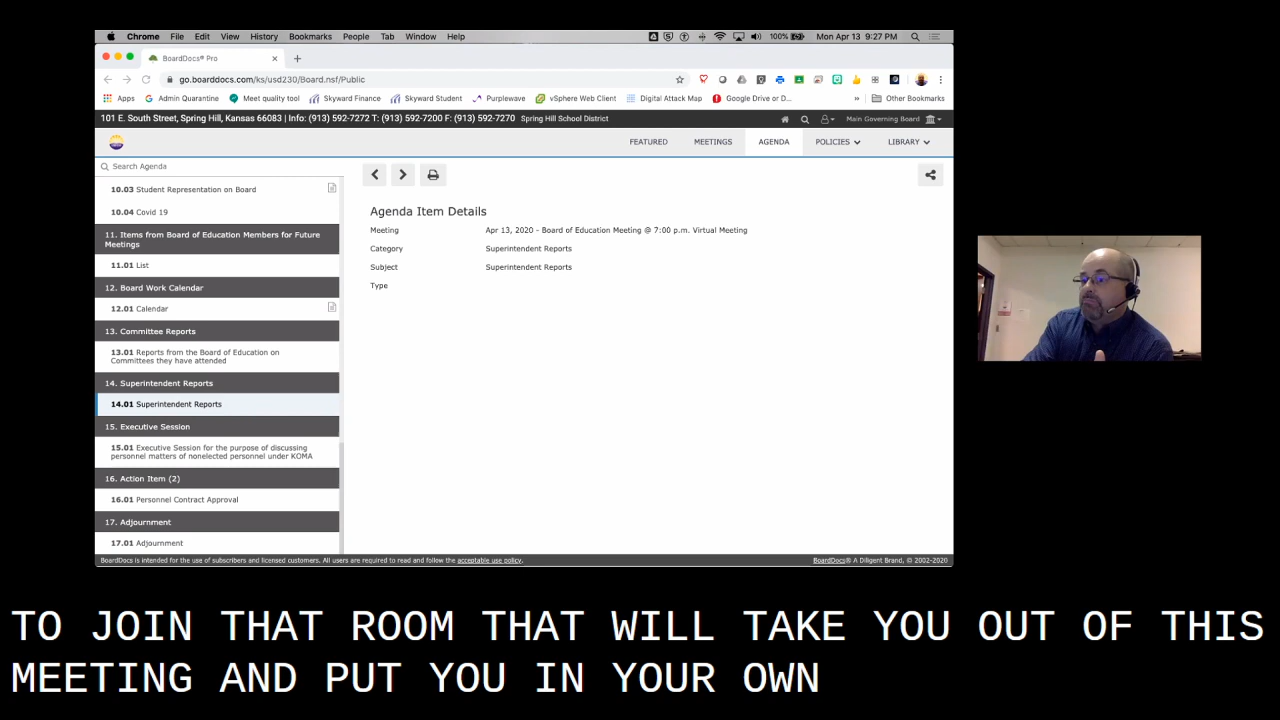 Chrome File Edit View History Bookmarks People Tab Window Help 100% Mon Apr 13 9:27 PM
BoardDocs® Pro
go.boarddocs.com/ks/usd230/Board.nsf/Public
Apps Admin Quarantine Meet quality tool Skyward Finance Skyward Student Purplewave vSphere Web Client Digital Attack Map Google Drive or D... » Other Bookmarks
101 E. South Street, Spring Hill, Kansas 66083 | Info: (913) 592-7272 T: (913) 592-7200 F: (913) 592-7270 Spring Hill School District Main Governing Board
FEATURED MEETINGS AGENDA POLICIES LIBRARY
Search Agenda
10.03 Student Representation on Board
10.04 Covid 19
11. Items from Board of Education Members for Future
Meetings
11.01 List
12. Board Work Calendar
12.01 Calendar
13. Committee Reports
13.01 Reports from the Board of Education on
Committees they have attended
14. Superintendent Reports
14.01 Superintendent Reports
15. Executive Session
15.01 Executive Session for the purpose of discussing
personnel matters of nonelected personnel under KOMA
16. Action Item (2)
16.01 Personnel Contract Approval
17. Adjournment
17.01 Adjournment
Agenda Item Details
Meeting Apr 13, 2020 - Board of Education Meeting @ 7:00 p.m. Virtual Meeting
Category Superintendent Reports
Subject Superintendent Reports
Type
BoardDocs is intended for the use of subscribers and licensed customers. All users are required to read and follow the acceptable use policy. BoardDocs® A Diligent Brand, © 2002-2020
TO JOIN THAT ROOM THAT WILL TAKE YOU OUT OF THIS
MEETING AND PUT YOU IN YOUR OWN